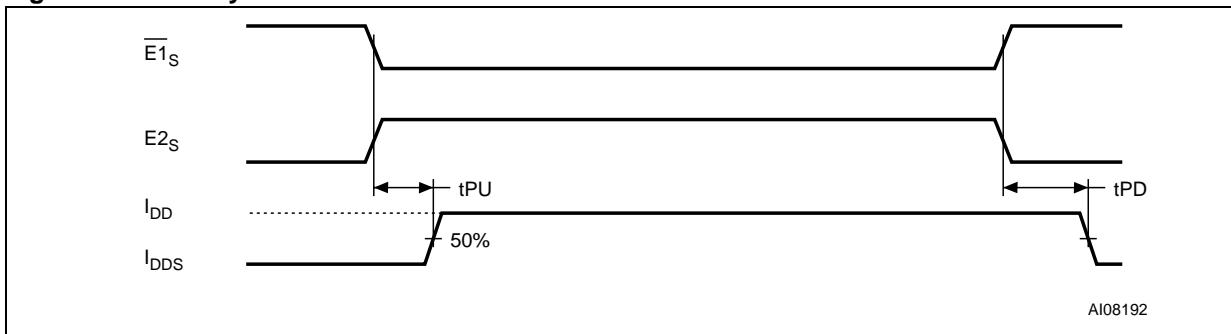 E1S
E2S
tPU
tPD
IDD
50%
IDDS
AI08192